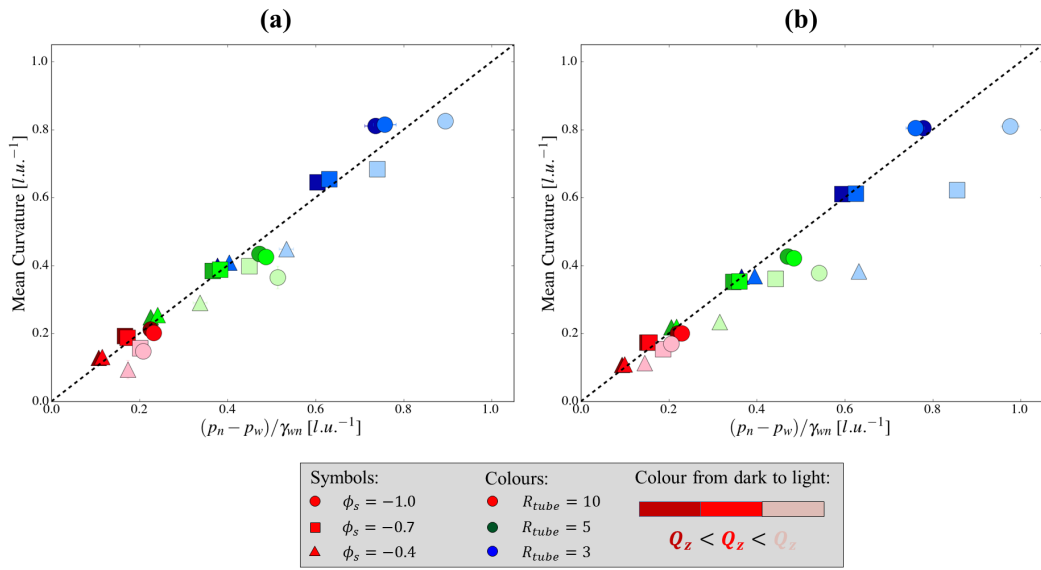 (a)
(b)
Mean Curvature [l.u.⁻¹]
1.0
0.8
0.6
0.4
0.2
0.0
0.0 0.2 0.4 0.6 0.8 1.0
(pₙ − p_w)/γ_wn [l.u.⁻¹]
Mean Curvature [l.u.⁻¹]
1.0
0.8
0.6
0.4
0.2
0.0
0.0 0.2 0.4 0.6 0.8 1.0
(pₙ − p_w)/γ_wn [l.u.⁻¹]
Symbols:
ϕₛ = −1.0
ϕₛ = −0.7
ϕₛ = −0.4
Colours:
R_tube = 10
R_tube = 5
R_tube = 3
Colour from dark to light:
Q_z < Q_z < Q_z